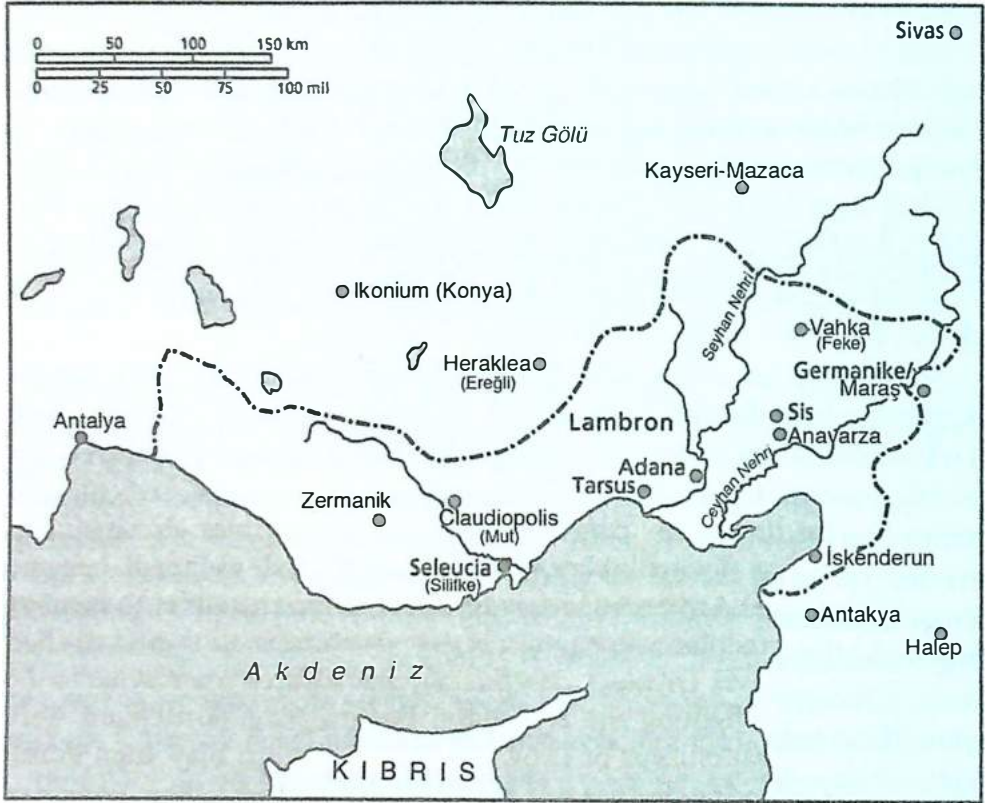 Sivas
0 50 100 150 km
0 25 50 75 100 mil
Tuz Gölü
Kayseri-Mazaca
Ikonium (Konya)
Seyhan Nehri
Vahka
(Feke)
Heraklea
(Ereğli)
Germanike/
Maraş
Antalya
Lambron
Sis
Anavarza
Ceyhan Nehri
Adana
Tarsus
Zermanik
Claudiopolis
(Mut)
Seleucia
(Silifke)
İskenderun
Antakya
Halep
Akdeniz
KIBRIS